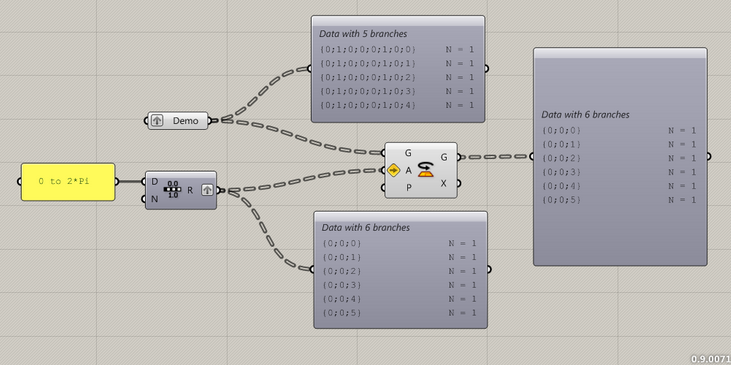 Data with 5 branches
{0;1;0;0;0;1;0;0} N = 1
{0;1;0;0;0;1;0;1} N = 1
{0;1;0;0;0;1;0;2} N = 1
{0;1;0;0;0;1;0;3} N = 1
{0;1;0;0;0;1;0;4} N = 1
Demo
0 to 2*Pi
D
N
0.0
1.0
R
G
A
P
G
X
Data with 6 branches
{0;0;0} N = 1
{0;0;1} N = 1
{0;0;2} N = 1
{0;0;3} N = 1
{0;0;4} N = 1
{0;0;5} N = 1
Data with 6 branches
{0;0;0} N = 1
{0;0;1} N = 1
{0;0;2} N = 1
{0;0;3} N = 1
{0;0;4} N = 1
{0;0;5} N = 1
0.9.0071